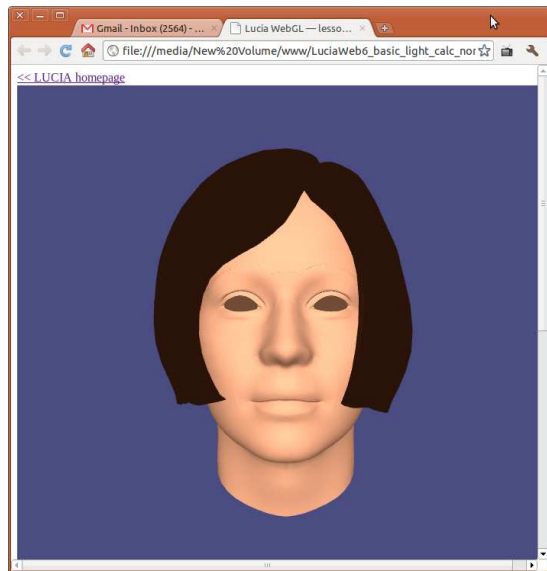 Gmail - Inbox (2564) - ...
Lucia WebGL — lesso...
file:///media/New%20Volume/www/LuciaWeb6_basic_light_calc_nor
<< LUCIA homepage